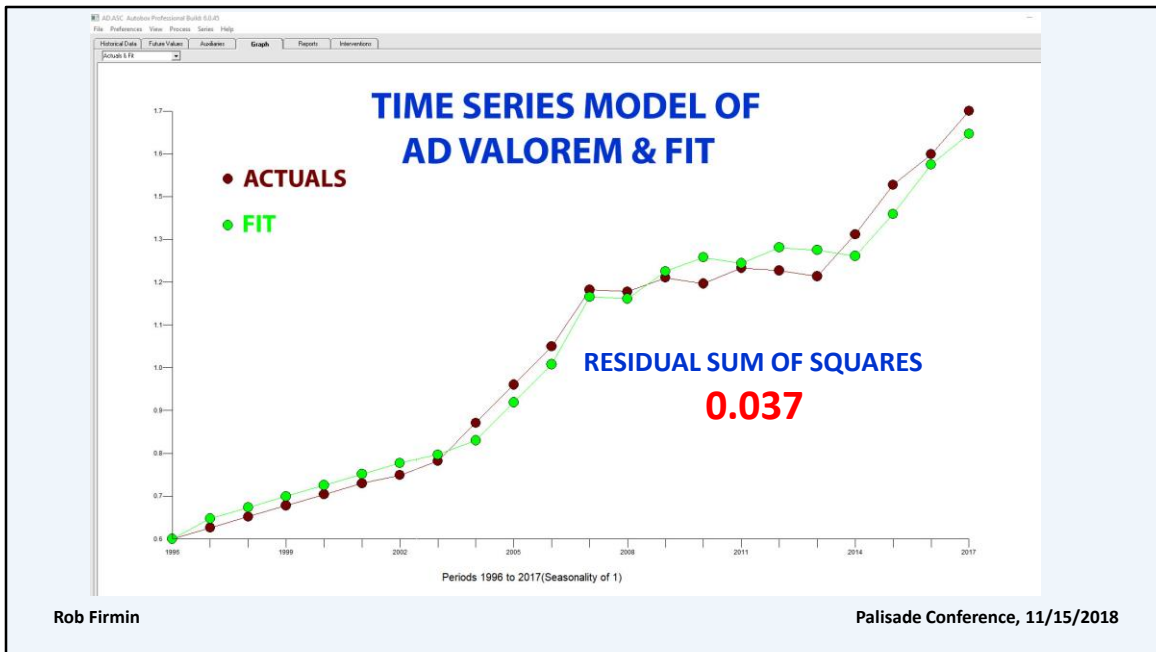 AD.ASC Autobox Professional Build: 6.0.45
File Preferences View Process Series Help
Historical Data Future Values Auxiliaries Graph Reports Interventions
Actuals & Fit
TIME SERIES MODEL OF
AD VALOREM & FIT
ACTUALS
FIT
1.7
1.6
1.5
1.3
1.2
1.1
1.0
0.9
0.8
0.7
0.6
RESIDUAL SUM OF SQUARES
0.037
1996 1999 2002 2005 2008 2011 2014 2017
Periods 1996 to 2017(Seasonality of 1)
Rob Firmin Palisade Conference, 11/15/2018